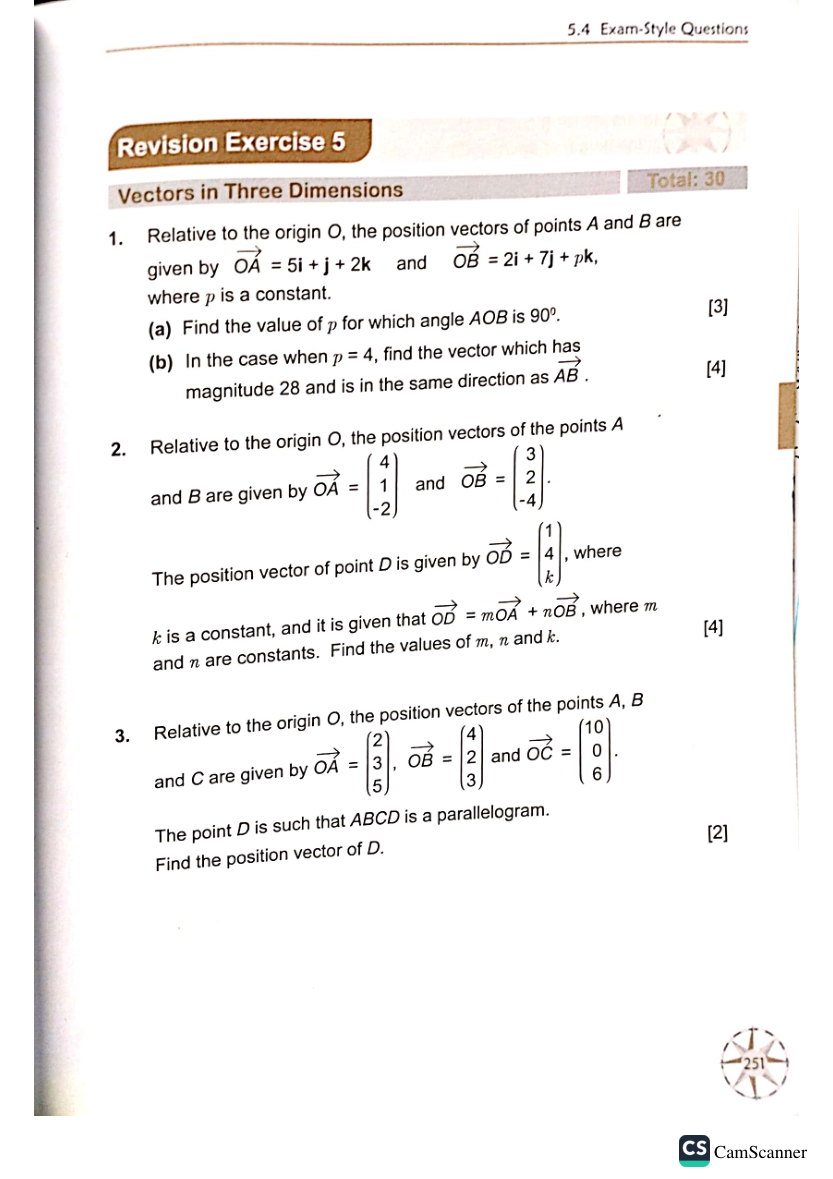 5.4 Exam-Style Questions
Revision Exercise 5
Vectors in Three Dimensions
Total: 30
1. Relative to the origin O, the position vectors of points A and B are
given by OA→ = 5i + j + 2k and OB→ = 2i + 7j + pk,
where p is a constant.
(a) Find the value of p for which angle AOB is 90º. [3]
(b) In the case when p = 4, find the vector which has
magnitude 28 and is in the same direction as AB→ . [4]
2. Relative to the origin O, the position vectors of the points A
and B are given by OA→ = (4 1 -2) and OB→ = (3 2 -4).
The position vector of point D is given by OD→ = (1 4 k), where
k is a constant, and it is given that OD→ = mOA→ + nOB→ , where m
and n are constants. Find the values of m, n and k. [4]
3. Relative to the origin O, the position vectors of the points A, B
and C are given by OA→ = (2 3 5), OB→ = (4 2 3) and OC→ = (10 0 6).
The point D is such that ABCD is a parallelogram.
Find the position vector of D. [2]
251
CS CamScanner